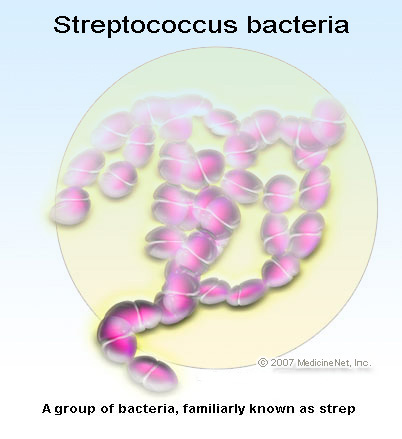 Streptococcus bacteria
© 2007 MedicineNet, Inc.
A group of bacteria, familiarly known as strep